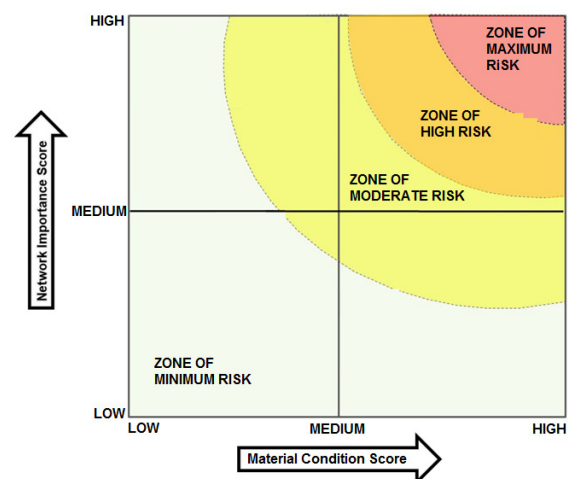 HIGH
ZONE OF
MAXIMUM
RiSK
ZONE OF
HIGH RISK
ZONE OF
MODERATE RISK
Network Importance Score
MEDIUM
ZONE OF
MINIMUM RISK
LOW
LOW
MEDIUM
HIGH
Material Condition Score